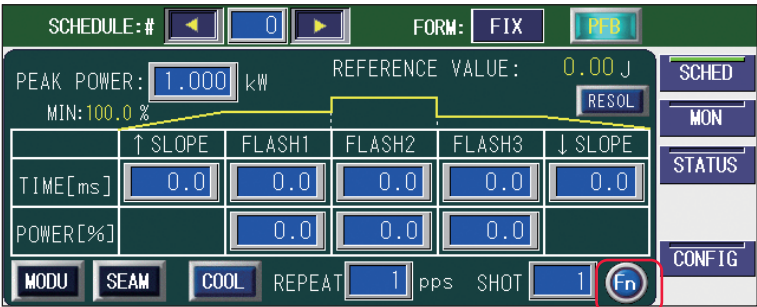 SCHEDULE:# ◀ 0 ▶ FORM: FIX PFB
PEAK POWER: 1.000 kW REFERENCE VALUE: 0.00 J SCHED
MIN:100.0 % RESOL MON
↑ SLOPE FLASH1 FLASH2 FLASH3 ↓ SLOPE
TIME[ms] 0.0 0.0 0.0 0.0 0.0 STATUS
POWER[%] 0.0 0.0 0.0
CONFIG
MODU SEAM COOL REPEAT 1 pps SHOT 1 Fn